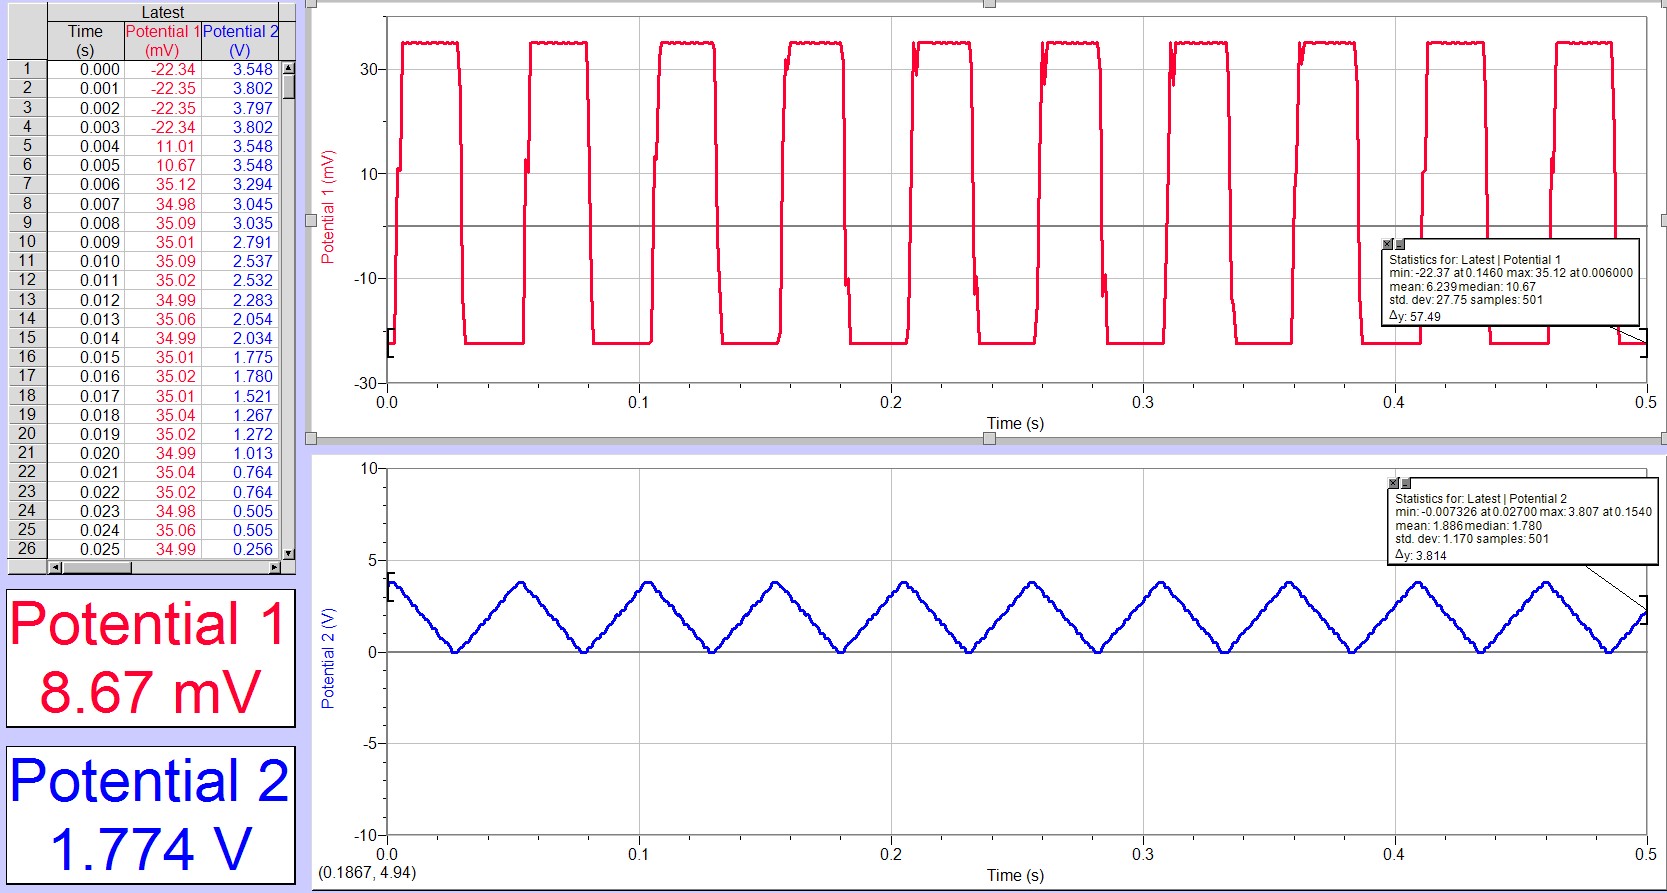 Latest
Time Potential 1 Potential 2
(s) (mV) (V)
1 0.000 -22.34 3.548
2 0.001 -22.35 3.802
3 0.002 -22.35 3.797
4 0.003 -22.34 3.802
5 0.004 11.01 3.548
6 0.005 10.67 3.548
7 0.006 35.12 3.294
8 0.007 34.98 3.045
9 0.008 35.09 3.035
10 0.009 35.01 2.791
11 0.010 35.09 2.537
12 0.011 35.02 2.532
13 0.012 34.99 2.283
14 0.013 35.06 2.054
15 0.014 34.99 2.034
16 0.015 35.01 1.775
17 0.016 35.02 1.780
18 0.017 35.01 1.521
19 0.018 35.04 1.267
20 0.019 35.02 1.272
21 0.020 34.99 1.013
22 0.021 35.04 0.764
23 0.022 35.02 0.764
24 0.023 34.98 0.505
25 0.024 35.06 0.505
26 0.025 34.99 0.256
Potential 1
8.67 mV
Potential 2
1.774 V
Potential 1 (mV)
30
10
-10
-30
0.0 0.1 0.2 0.3 0.4 0.5
Time (s)
Statistics for: Latest | Potential 1
min: -22.37 at 0.1460 max: 35.12 at 0.006000
mean: 6.239 median: 10.67
std. dev: 27.75 samples: 501
Δy: 57.49
Potential 2 (V)
10
5
0
-5
-10
0.0 0.1 0.2 0.3 0.4 0.5
(0.1867, 4.94)
Time (s)
Statistics for: Latest | Potential 2
min: -0.007326 at 0.02700 max: 3.807 at 0.1540
mean: 1.886 median: 1.780
std. dev: 1.170 samples: 501
Δy: 3.814